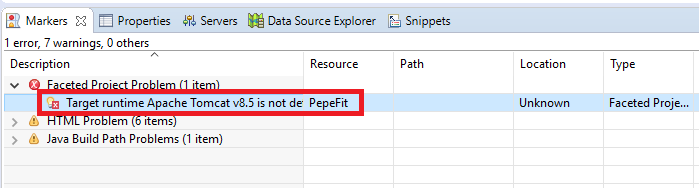 Markers Properties Servers Data Source Explorer Snippets
1 error, 7 warnings, 0 others
Description Resource Path Location Type
Faceted Project Problem (1 item)
Target runtime Apache Tomcat v8.5 is not def PepeFit Unknown Faceted Proje...
HTML Problem (6 items)
Java Build Path Problems (1 item)